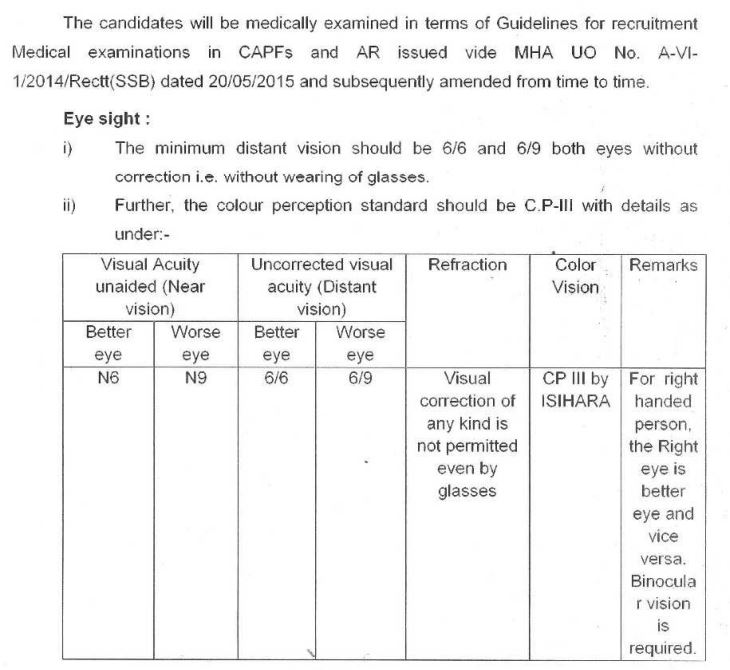 The candidates will be medically examined in terms of Guidelines for recruitment
Medical examinations in CAPFs and AR issued vide MHA UO No. A-VI-
1/2014/Rectt(SSB) dated 20/05/2015 and subsequently amended from time to time.
Eye sight :
i) The minimum distant vision should be 6/6 and 6/9 both eyes without
correction i.e. without wearing of glasses.
ii) Further, the colour perception standard should be C.P-III with details as
under:-
Visual Acuity
unaided (Near
vision)
Uncorrected visual
acuity (Distant
vision)
Refraction
Color
Vision
Remarks
Better
eye
Worse
eye
Better
eye
Worse
eye
N6
N9
6/6
6/9
Visual
correction of
any kind is
not permitted
even by
glasses
CP III by
ISIHARA
For right
handed
person,
the Right
eye is
better
eye and
vice
versa.
Binocula
r vision
is
required.